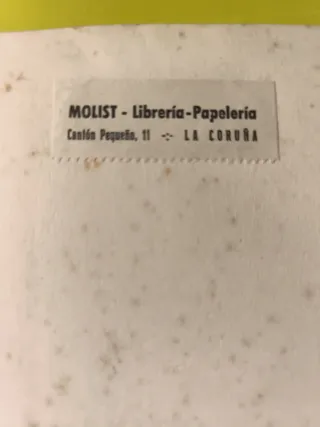 MOLIST - Librería-Papelería
Cantón Pequeño, 11 -:- LA CORUÑA